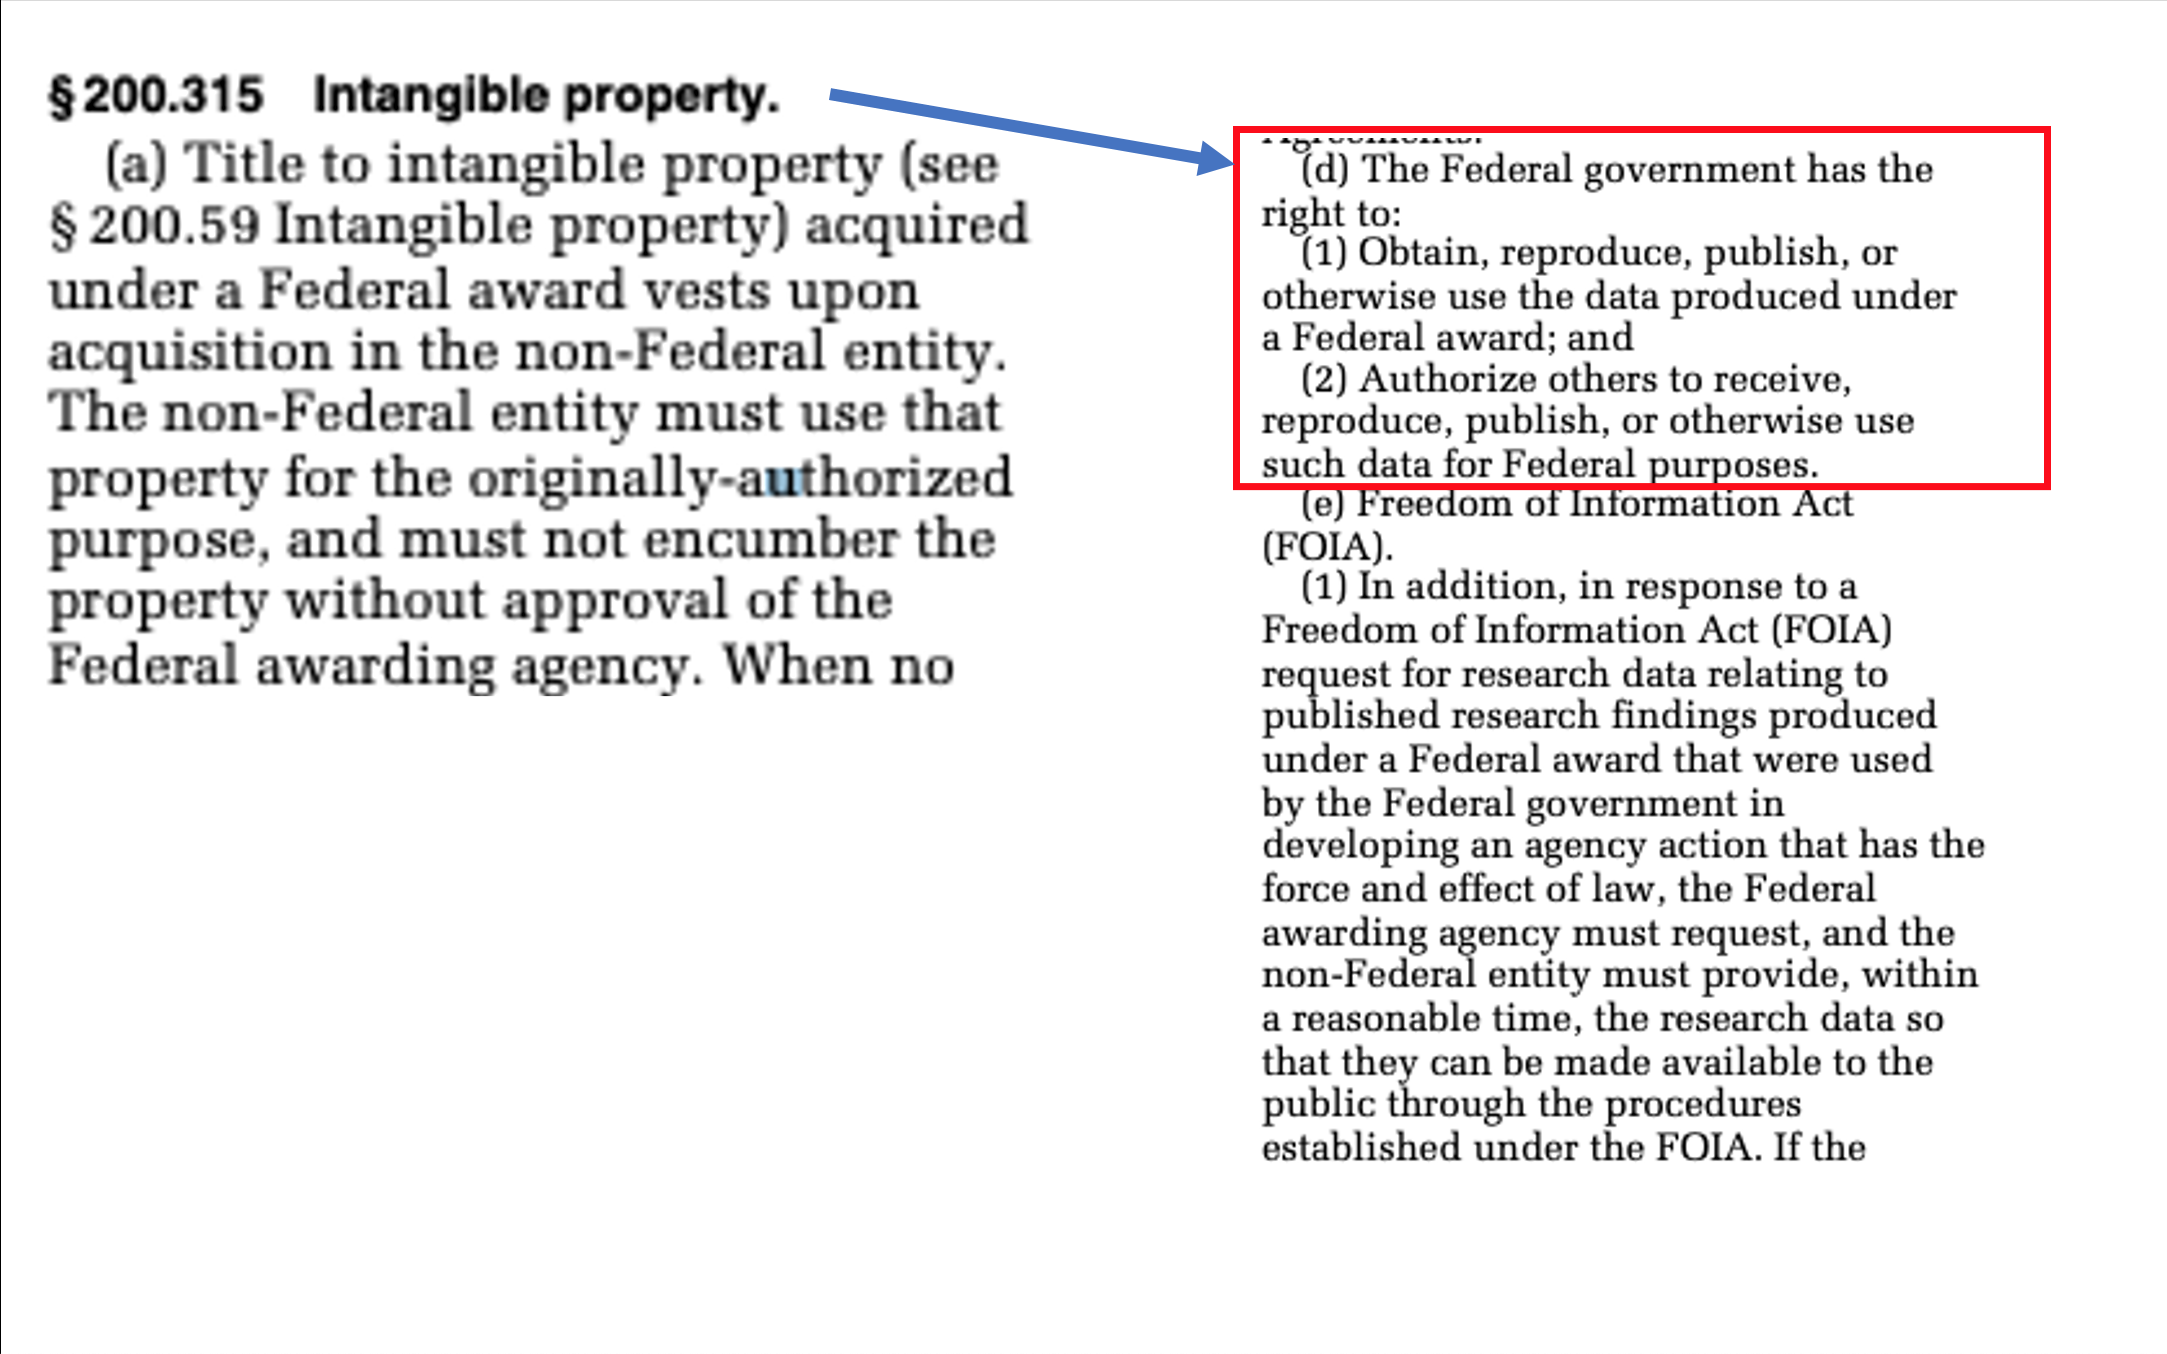 § 200.315 Intangible property.
(a) Title to intangible property (see
§ 200.59 Intangible property) acquired
under a Federal award vests upon
acquisition in the non-Federal entity.
The non-Federal entity must use that
property for the originally-authorized
purpose, and must not encumber the
property without approval of the
Federal awarding agency. When no
(d) The Federal government has the
right to:
(1) Obtain, reproduce, publish, or
otherwise use the data produced under
a Federal award; and
(2) Authorize others to receive,
reproduce, publish, or otherwise use
such data for Federal purposes.
(e) Freedom of Information Act
(FOIA).
(1) In addition, in response to a
Freedom of Information Act (FOIA)
request for research data relating to
published research findings produced
under a Federal award that were used
by the Federal government in
developing an agency action that has the
force and effect of law, the Federal
awarding agency must request, and the
non-Federal entity must provide, within
a reasonable time, the research data so
that they can be made available to the
public through the procedures
established under the FOIA. If the